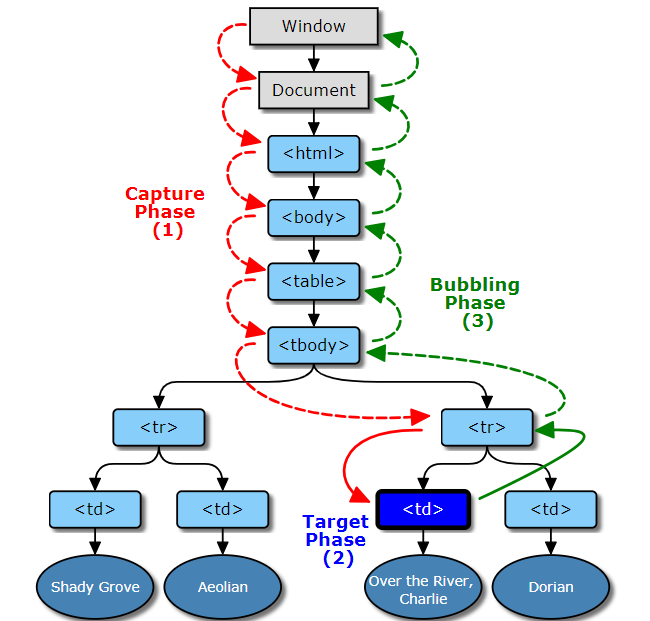 Window
Document
<html>
Capture
Phase
(1)
<body>
<table>
Bubbling
Phase
(3)
<tbody>
<tr>
<tr>
<td>
<td>
<td>
<td>
Target
Phase
(2)
Shady Grove
Aeolian
Over the River,
Charlie
Dorian